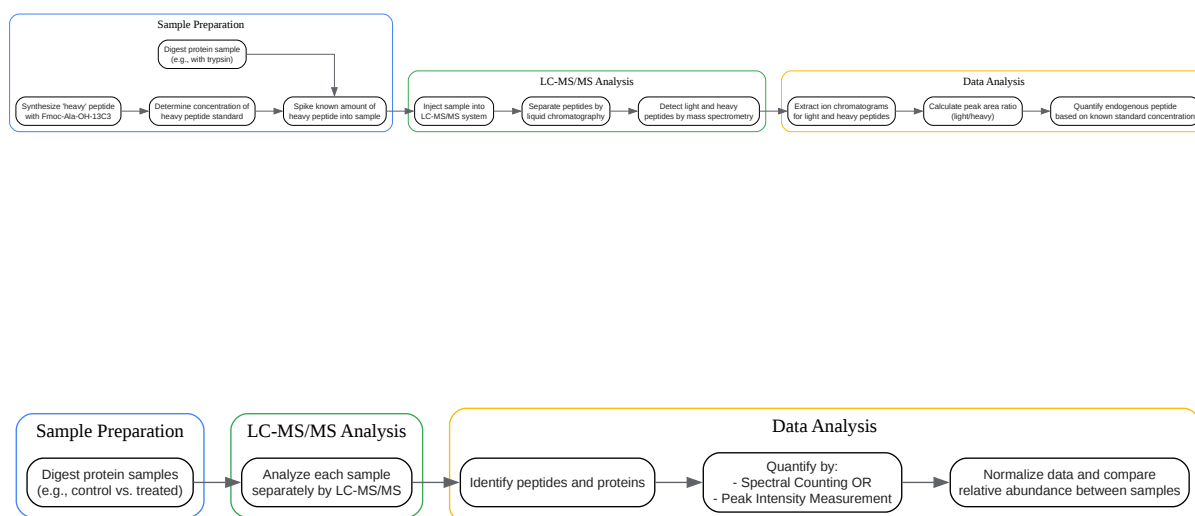 Sample Preparation
Digest protein sample
(e.g., with trypsin)
Synthesize 'heavy' peptide
with Fmoc-Ala-OH-13C3
Determine concentration of
heavy peptide standard
Spike known amount of
heavy peptide into sample
LC-MS/MS Analysis
Inject sample into
LC-MS/MS system
Separate peptides by
liquid chromatography
Detect light and heavy
peptides by mass spectrometry
Data Analysis
Extract ion chromatograms
for light and heavy peptides
Calculate peak area ratio
(light/heavy)
Quantify endogenous peptide
based on known standard concentration
Sample Preparation
Digest protein samples
(e.g., control vs. treated)
LC-MS/MS Analysis
Analyze each sample
separately by LC-MS/MS
Data Analysis
Identify peptides and proteins
Quantify by:
- Spectral Counting OR
- Peak Intensity Measurement
Normalize data and compare
relative abundance between samples